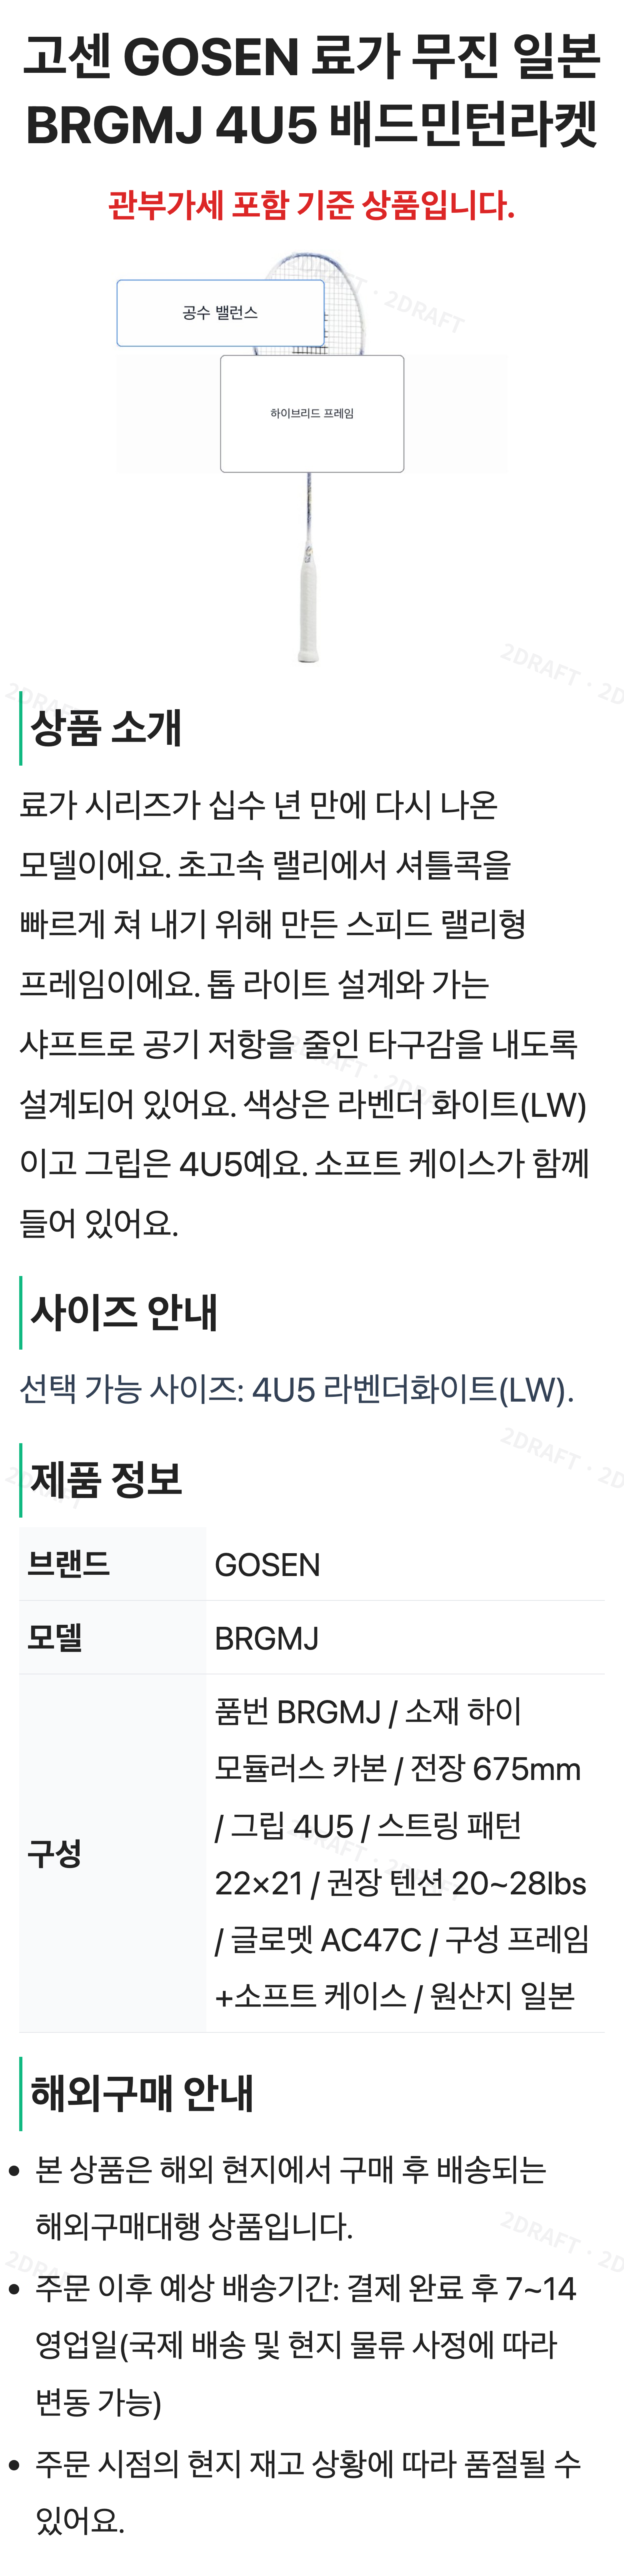 고센 GOSEN 료가 무진 일본
BRGMJ 4U5 배드민턴라켓
관부가세 포함 기준 상품입니다.
2DRAFT · 2DRAFT
공수 밸런스
하이브리드 프레임
2DRAFT · 2D
2DRAFT
상품 소개
료가 시리즈가 십수 년 만에 다시 나온
모델이에요. 초고속 랠리에서 셔틀콕을
빠르게 쳐 내기 위해 만든 스피드 랠리형
프레임이에요. 톱 라이트 설계와 가는
샤프트로 공기 저항을 줄인 타구감을 내도록
2DRAFT · 2DRAFT
설계되어 있어요. 색상은 라벤더 화이트(LW)
이고 그립은 4U5예요. 소프트 케이스가 함께
들어 있어요.
사이즈 안내
선택 가능 사이즈: 4U5 라벤더화이트(LW).
2DRAFT · 2D
2DRAFT
제품 정보
브랜드 GOSEN
모델 BRGMJ
구성 품번 BRGMJ / 소재 하이
모듈러스 카본 / 전장 675mm
/ 그립 4U5 / 스트링 패턴
2DRAFT · 2DRAFT
22×21 / 권장 텐션 20~28lbs
/ 글로멧 AC47C / 구성 프레임
+소프트 케이스 / 원산지 일본
해외구매 안내
본 상품은 해외 현지에서 구매 후 배송되는
해외구매대행 상품입니다.
2DRAFT · 2D
2DRAFT
주문 이후 예상 배송기간: 결제 완료 후 7~14
영업일(국제 배송 및 현지 물류 사정에 따라
변동 가능)
주문 시점의 현지 재고 상황에 따라 품절될 수
있어요.